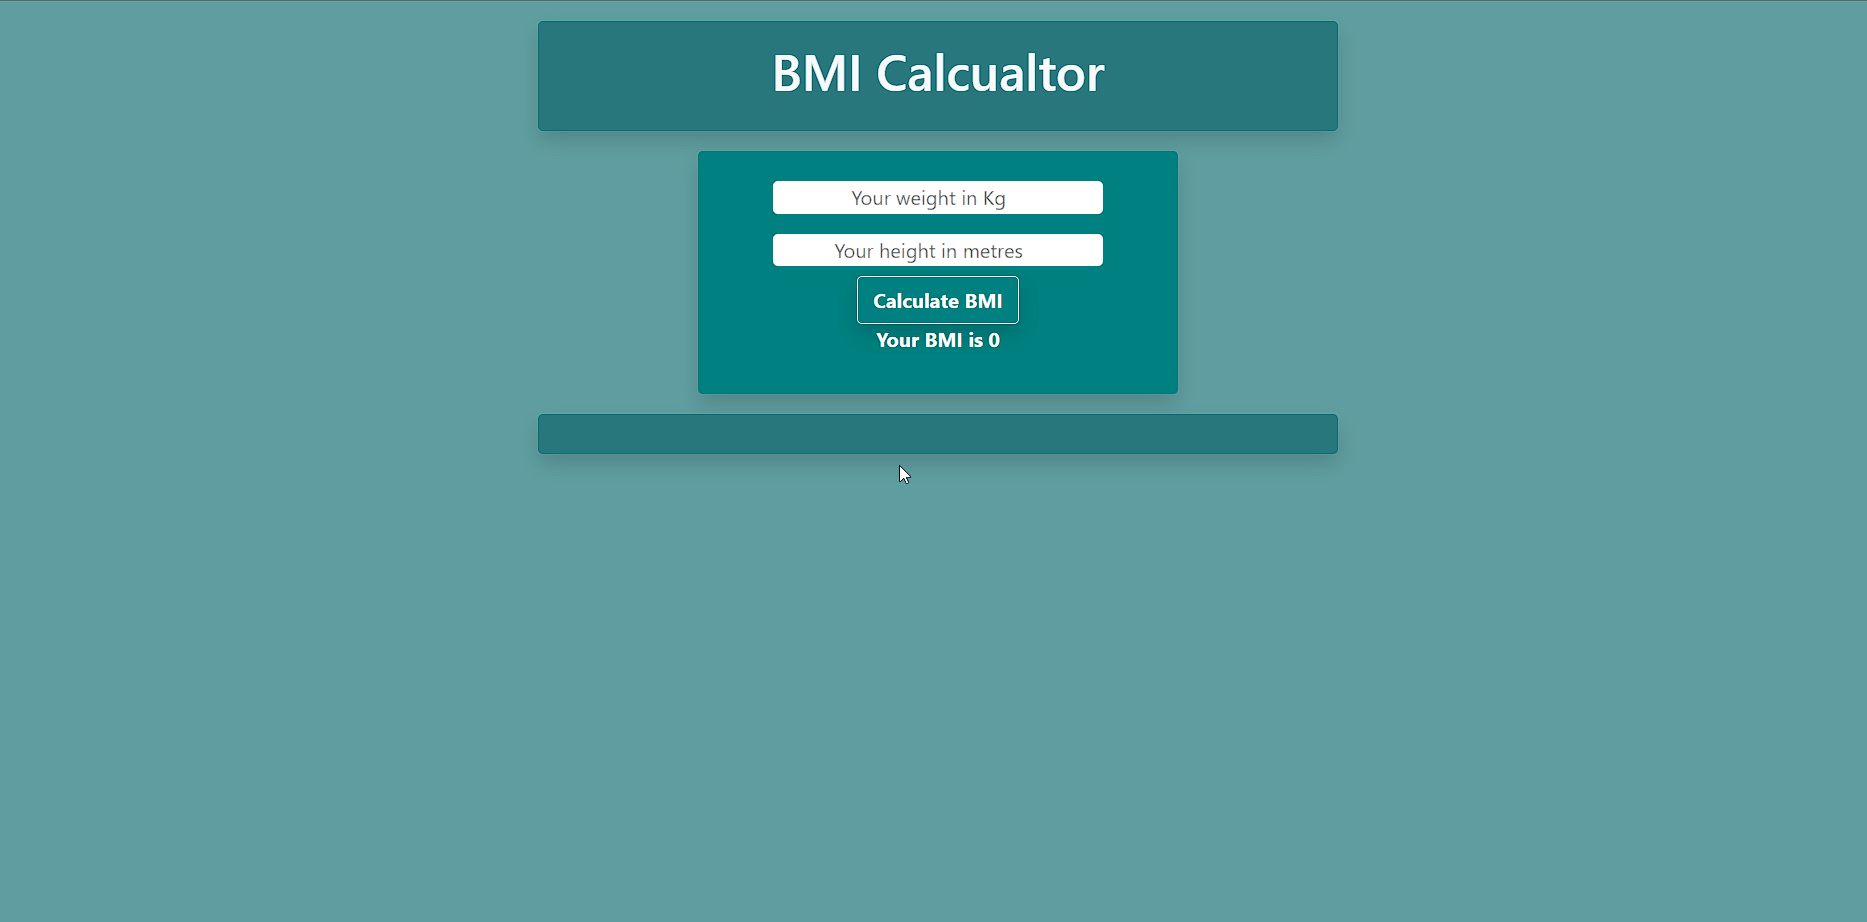 BMI Calcualtor
Your weight in Kg
Your height in metres
Calculate BMI
Your BMI is 0